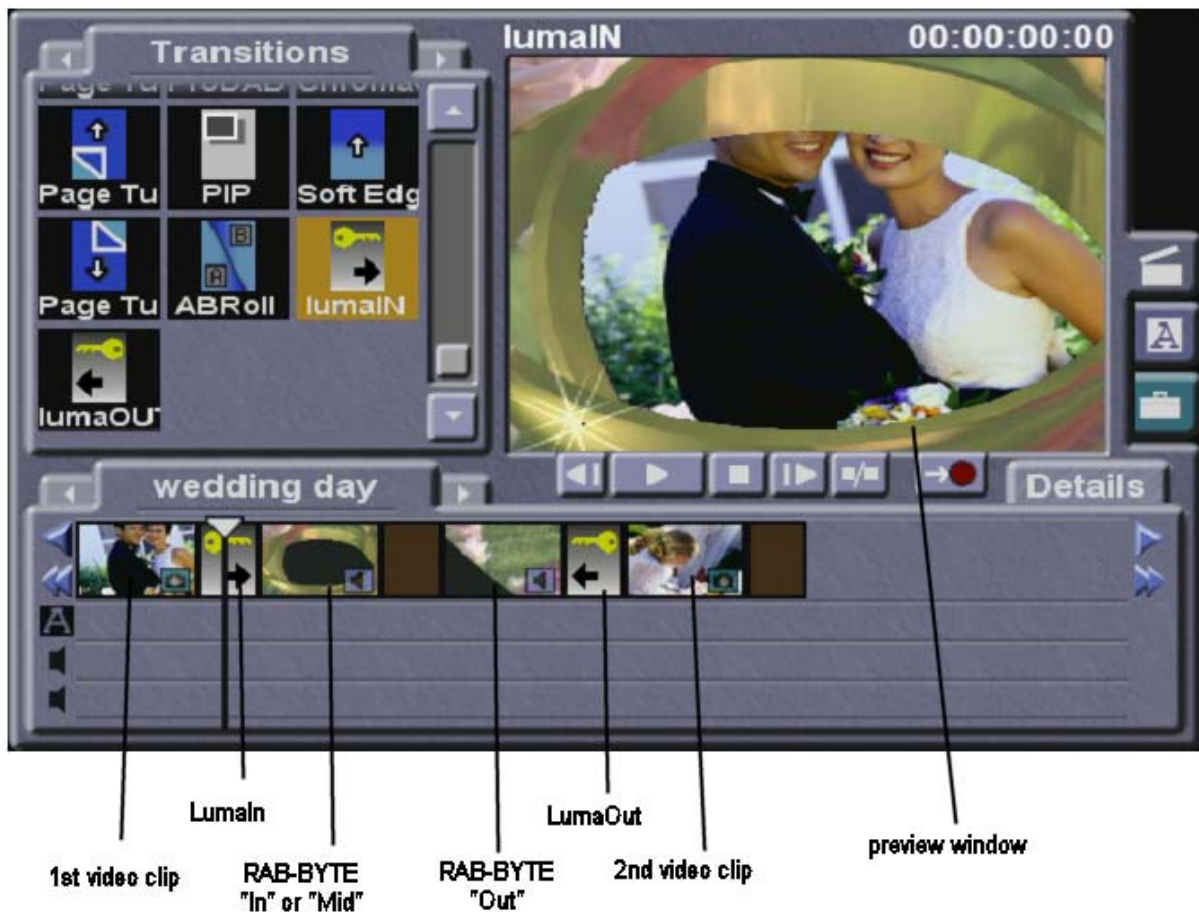 Transitions
lumaIN
00:00:00:00
Page Tu
PIP
Soft Edg
Page Tu
ABRoll
lumaIN
lumaOUT
A
wedding day
Details
A
LumaIn
LumaOut
preview window
1st video clip
RAB-BYTE
"In" or "Mid"
RAB-BYTE
"Out"
2nd video clip